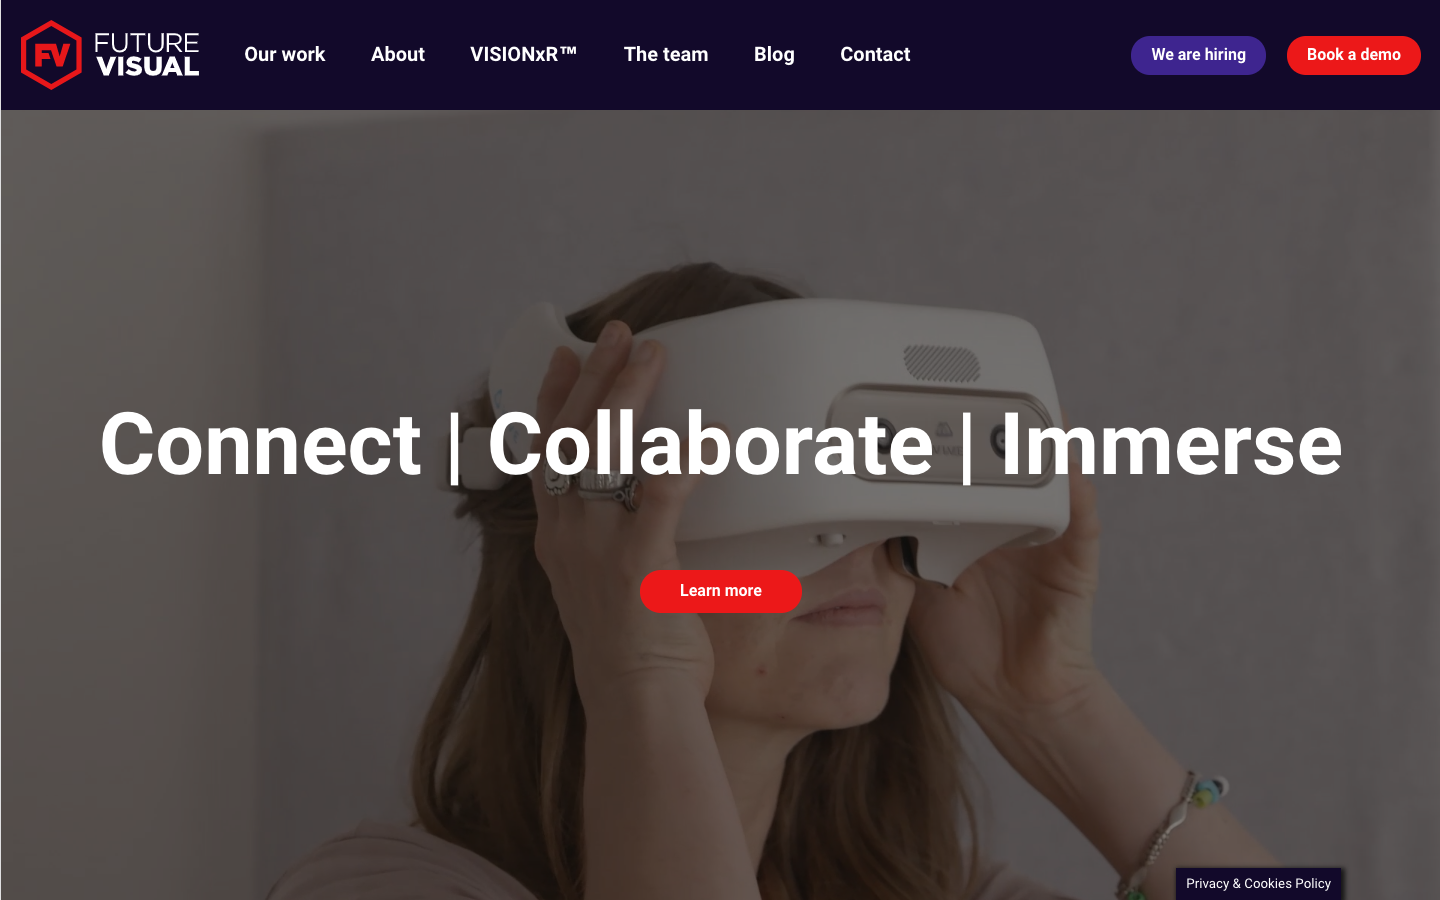 FV FUTURE VISUAL
Our work
About
VISIONxR™
The team
Blog
Contact
We are hiring
Book a demo
Connect | Collaborate | Immerse
Learn more
Privacy & Cookies Policy